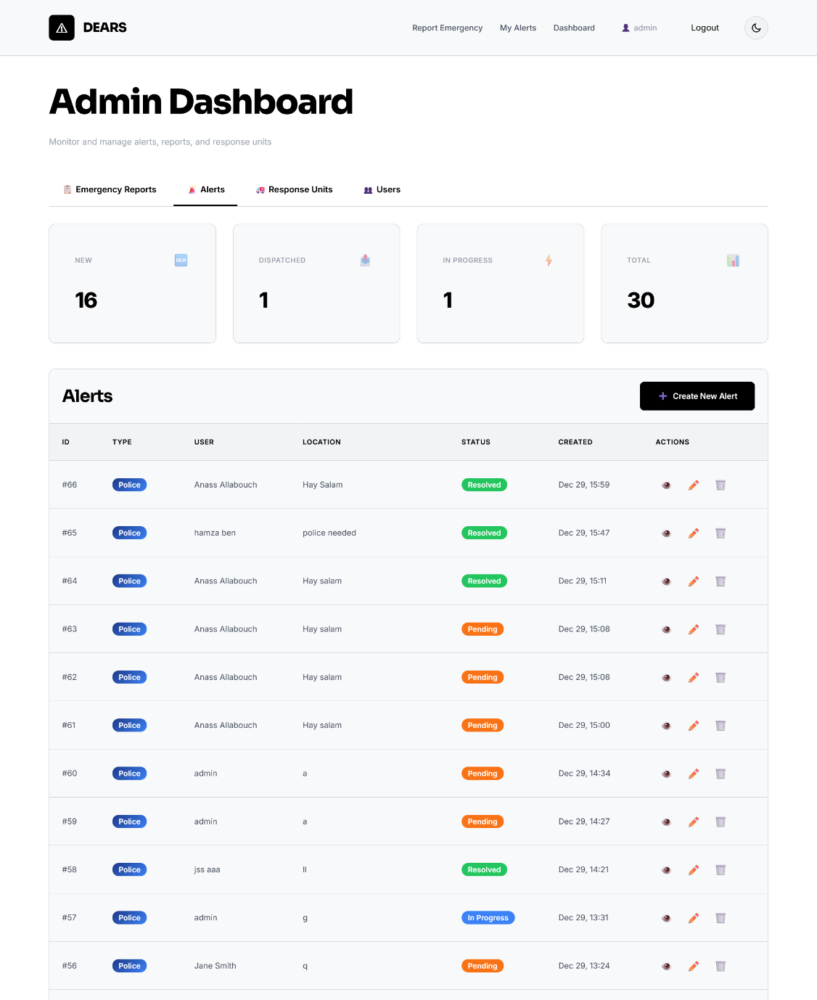 DEARS
Report Emergency My Alerts Dashboard admin Logout
Admin Dashboard
Monitor and manage alerts, reports, and response units
Emergency Reports Alerts Response Units Users
NEW NEW DISPATCHED IN PROGRESS TOTAL
16 1 1 30
Alerts Create New Alert
ID TYPE USER LOCATION STATUS CREATED ACTIONS
#66 Police Anass Allabouch Hay Salam Resolved Dec 29, 15:59
#65 Police hamza ben police needed Resolved Dec 29, 15:47
#64 Police Anass Allabouch Hay salam Resolved Dec 29, 15:11
#63 Police Anass Allabouch Hay salam Pending Dec 29, 15:08
#62 Police Anass Allabouch Hay salam Pending Dec 29, 15:08
#61 Police Anass Allabouch Hay salam Pending Dec 29, 15:00
#60 Police admin a Pending Dec 29, 14:34
#59 Police admin a Pending Dec 29, 14:27
#58 Police jss aaa ll Resolved Dec 29, 14:21
#57 Police admin g In Progress Dec 29, 13:31
#56 Police Jane Smith q Pending Dec 29, 13:24